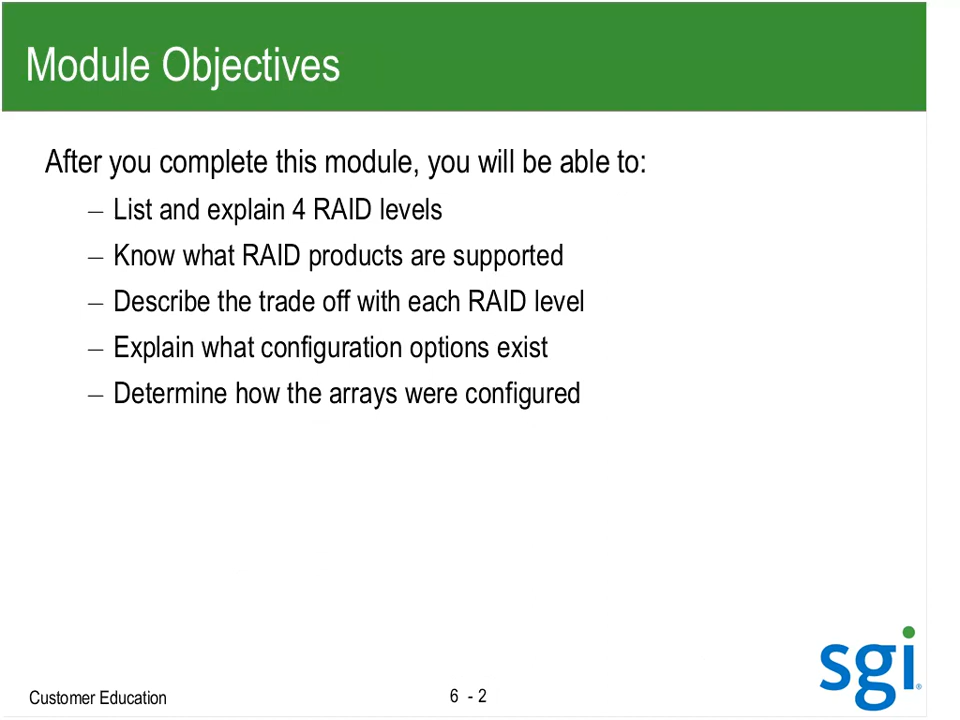 Module Objectives
After you complete this module, you will be able to:
– List and explain 4 RAID levels
– Know what RAID products are supported
– Describe the trade off with each RAID level
– Explain what configuration options exist
– Determine how the arrays were configured
sgi®
Customer Education
6 - 2